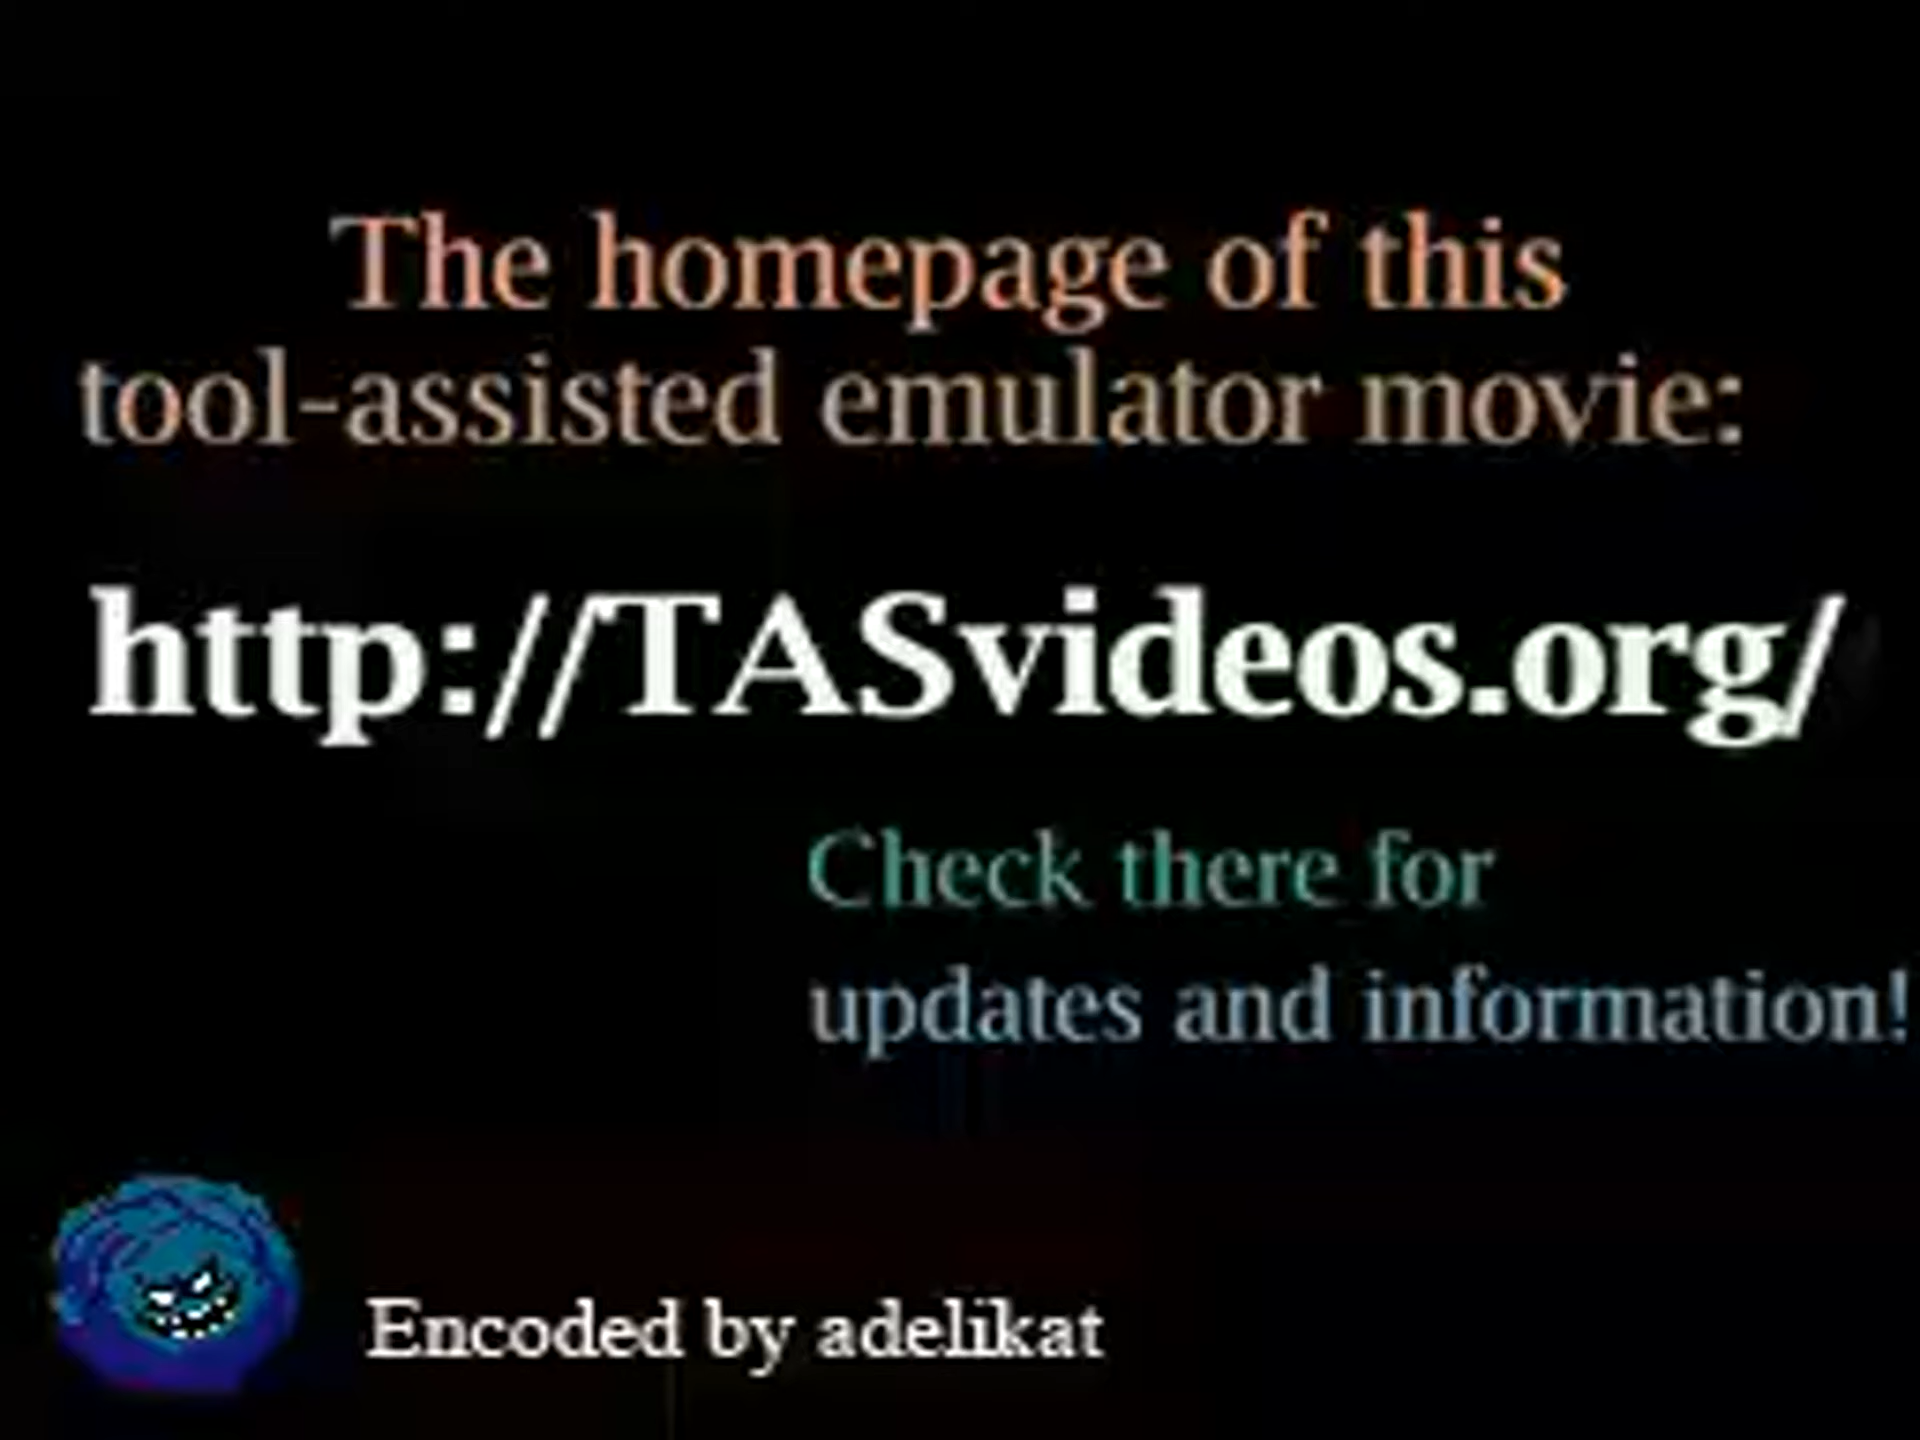 The homepage of this
tool-assisted emulator movie:
http://TASvideos.org/
Check there for
updates and information!
Encoded by adelikat